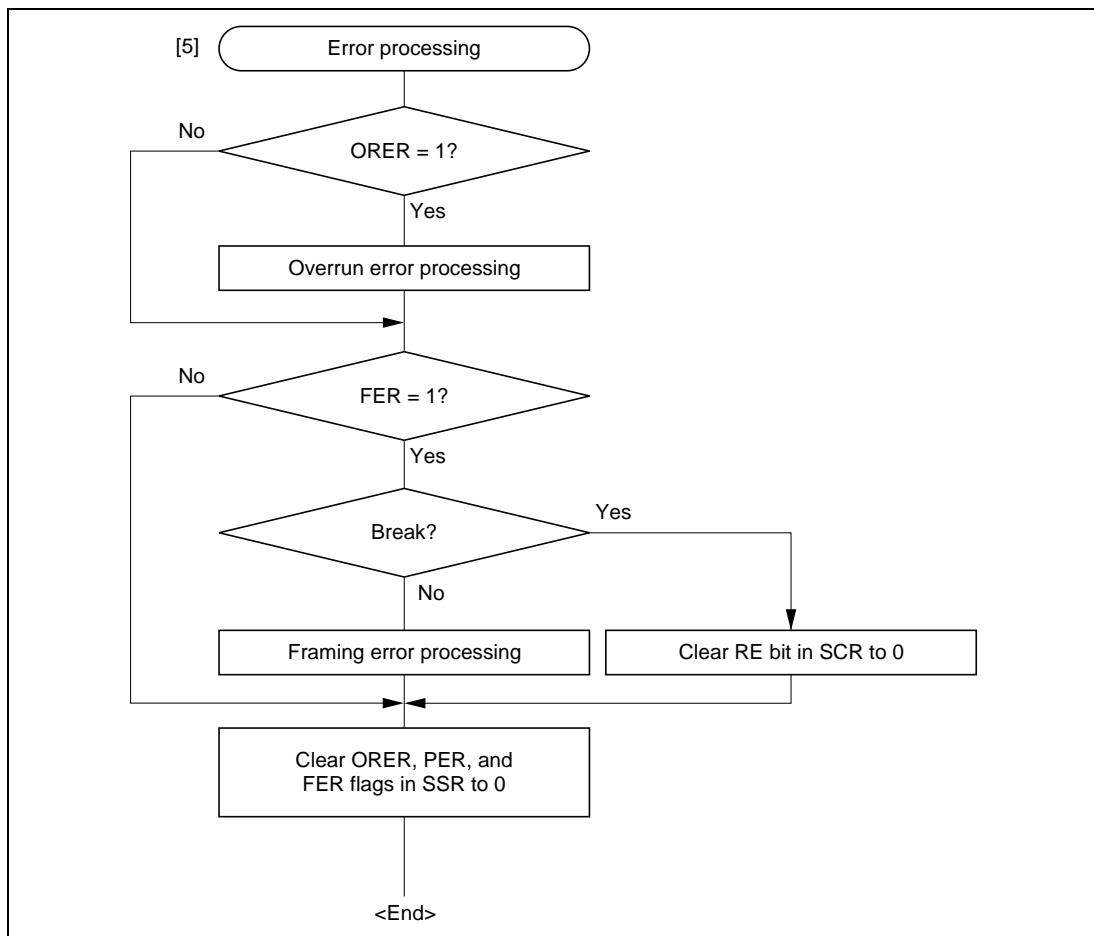 [5]
Error processing
No
ORER = 1?
Yes
Overrun error processing
No
FER = 1?
Yes
Break?
Yes
No
Framing error processing
Clear RE bit in SCR to 0
Clear ORER, PER, and
FER flags in SSR to 0
<End>